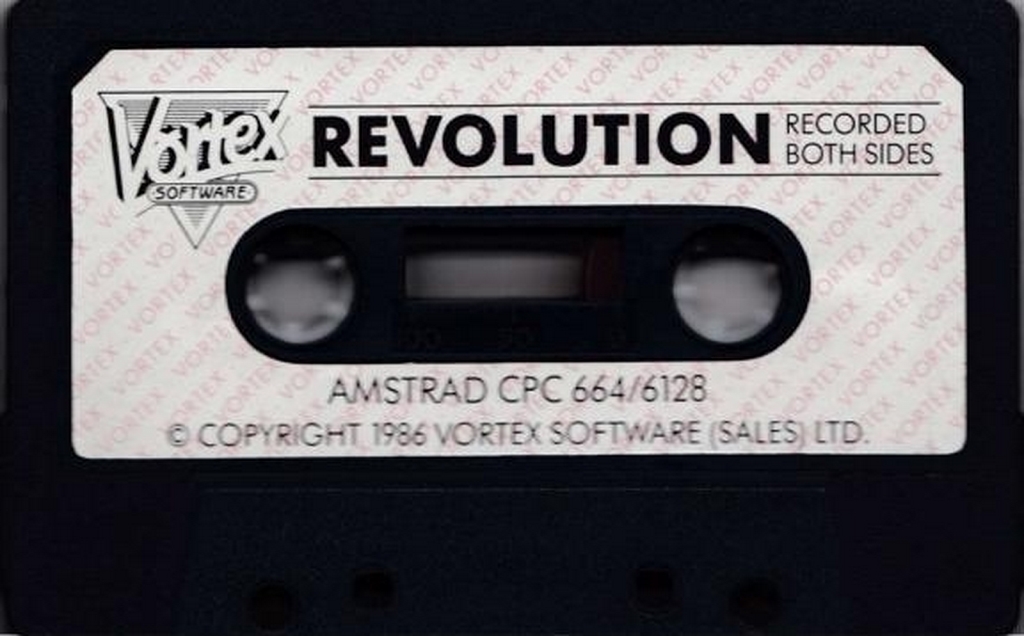 Vortex
SOFTWARE
REVOLUTION
RECORDED
BOTH SIDES
AMSTRAD CPC 664/6128
© COPYRIGHT 1986 VORTEX SOFTWARE (SALES) LTD.